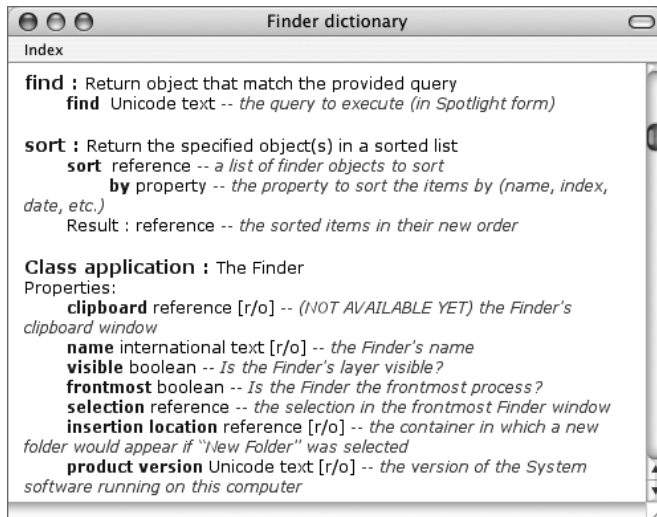 Finder dictionary
Index
find : Return object that match the provided query
find Unicode text -- the query to execute (in Spotlight form)
sort : Return the specified object(s) in a sorted list
sort reference -- a list of finder objects to sort
by property -- the property to sort the items by (name, index,
date, etc.)
Result : reference -- the sorted items in their new order
Class application : The Finder
Properties:
clipboard reference [r/o] -- (NOT AVAILABLE YET) the Finder's
clipboard window
name international text [r/o] -- the Finder's name
visible boolean -- Is the Finder's layer visible?
frontmost boolean -- Is the Finder the frontmost process?
selection reference -- the selection in the frontmost Finder window
insertion location reference [r/o] -- the container in which a new
folder would appear if “New Folder” was selected
product version Unicode text [r/o] -- the version of the System
software running on this computer